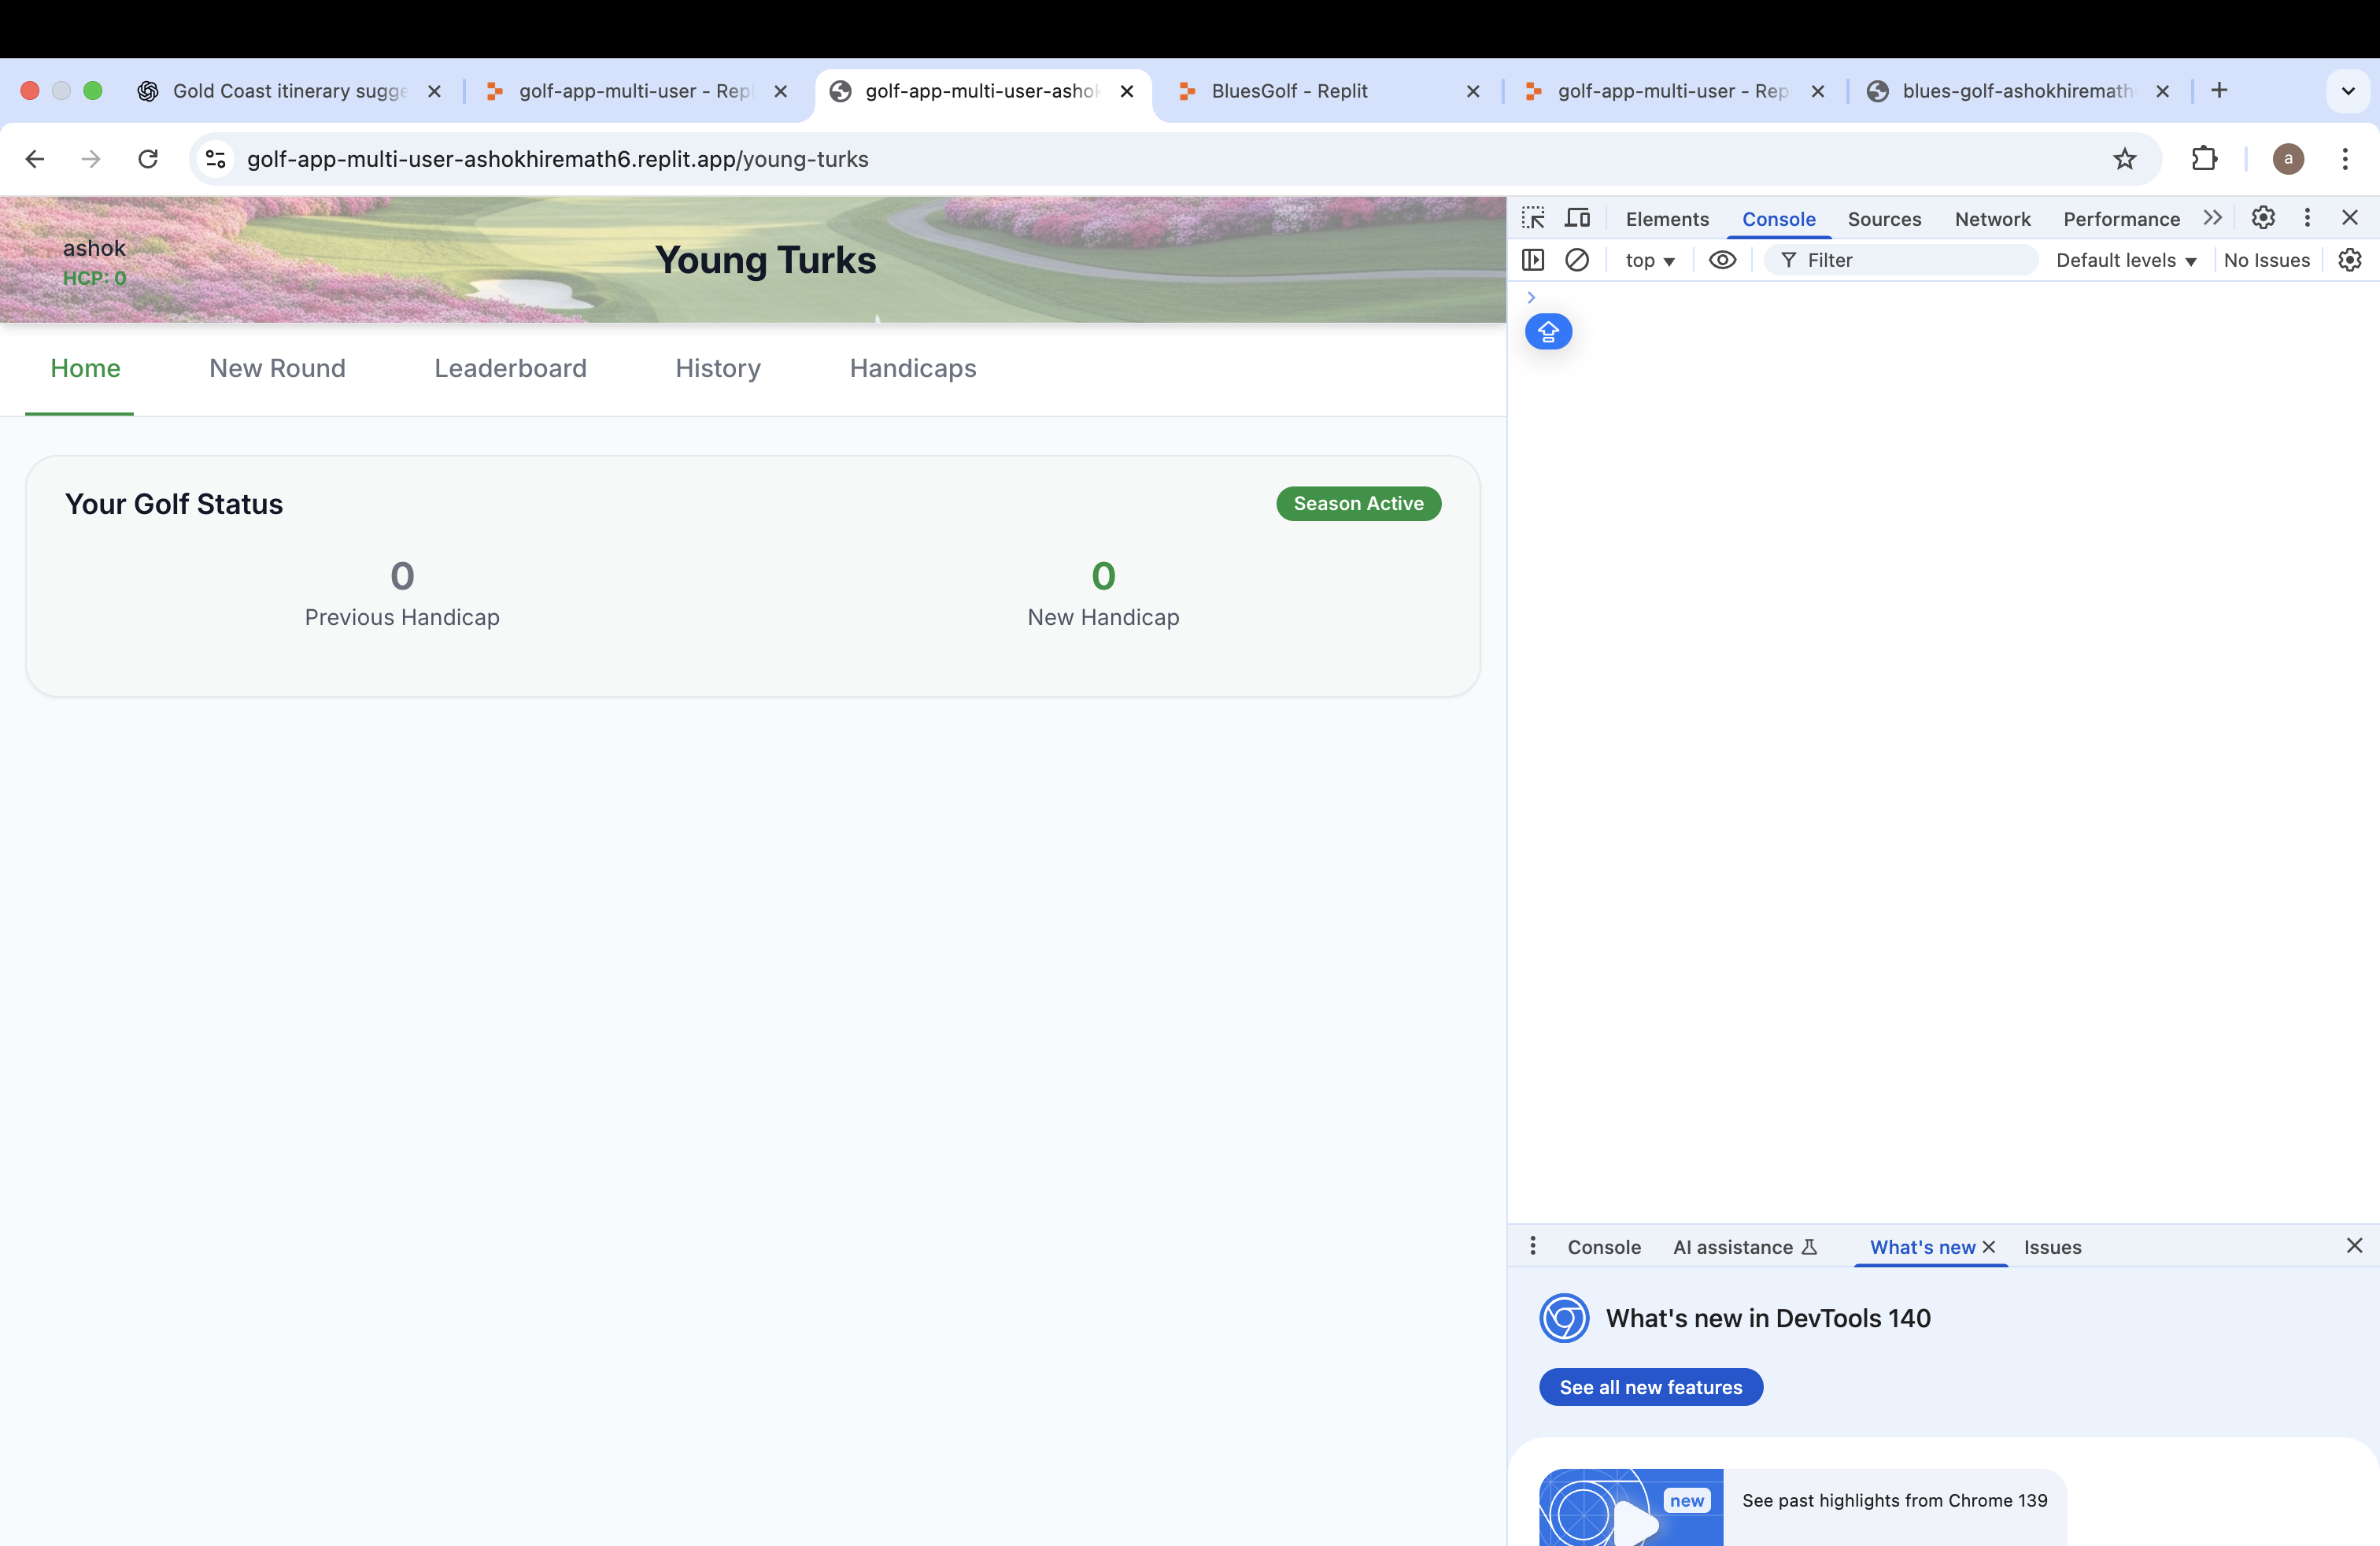 Gold Coast itinerary sugge
golf-app-multi-user - Repl
golf-app-multi-user-ashok
BluesGolf - Replit
golf-app-multi-user - Rep
blues-golf-ashokhiremath
golf-app-multi-user-ashokhiremath6.replit.app/young-turks
a
ashok
HCP: 0
Young Turks
Home
New Round
Leaderboard
History
Handicaps
Your Golf Status
Season Active
0
Previous Handicap
0
New Handicap
Elements
Console
Sources
Network
Performance
top
Filter
Default levels
No Issues
Console
AI assistance
What's new
Issues
What's new in DevTools 140
See all new features
new
See past highlights from Chrome 139